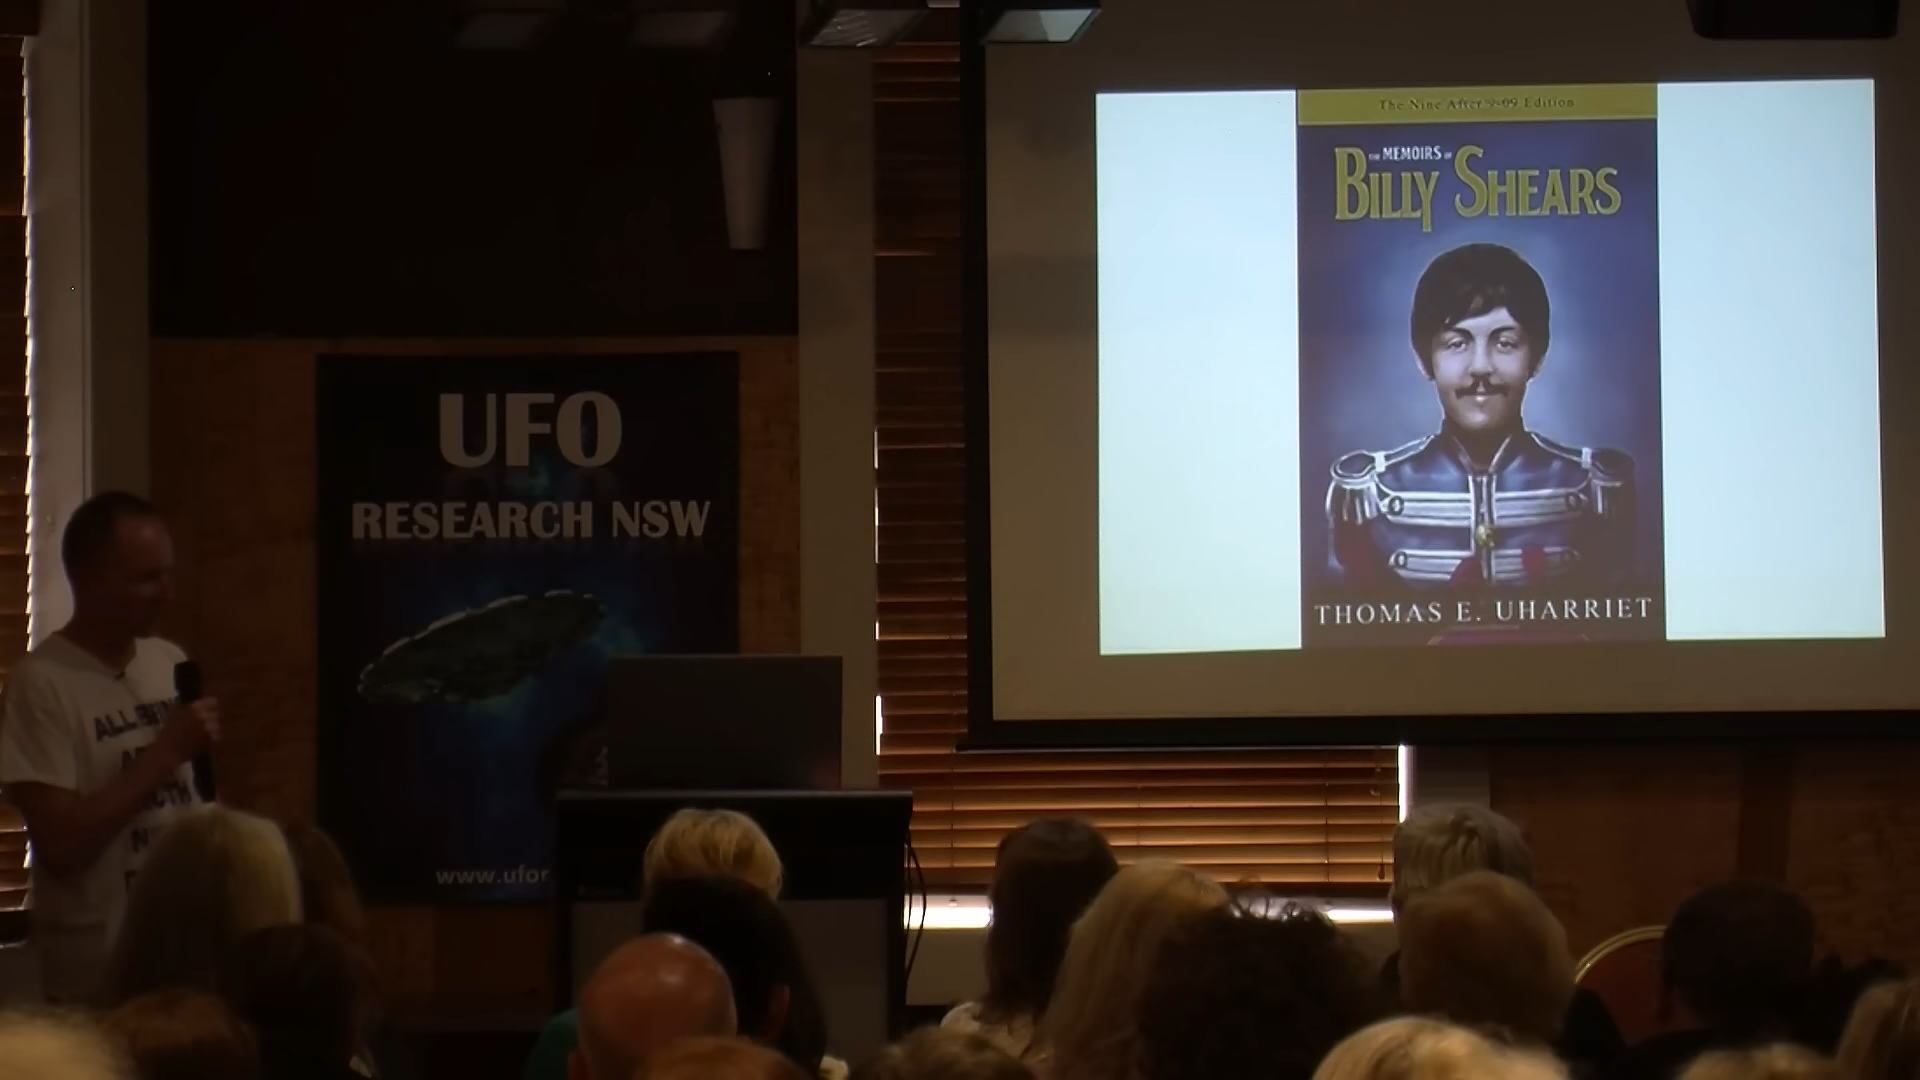 The Nine After 9-09 Edition
THE MEMOIRS OF
BILLY SHEARS
THOMAS E. UHARRIET
UFO
RESEARCH NSW
www.ufor